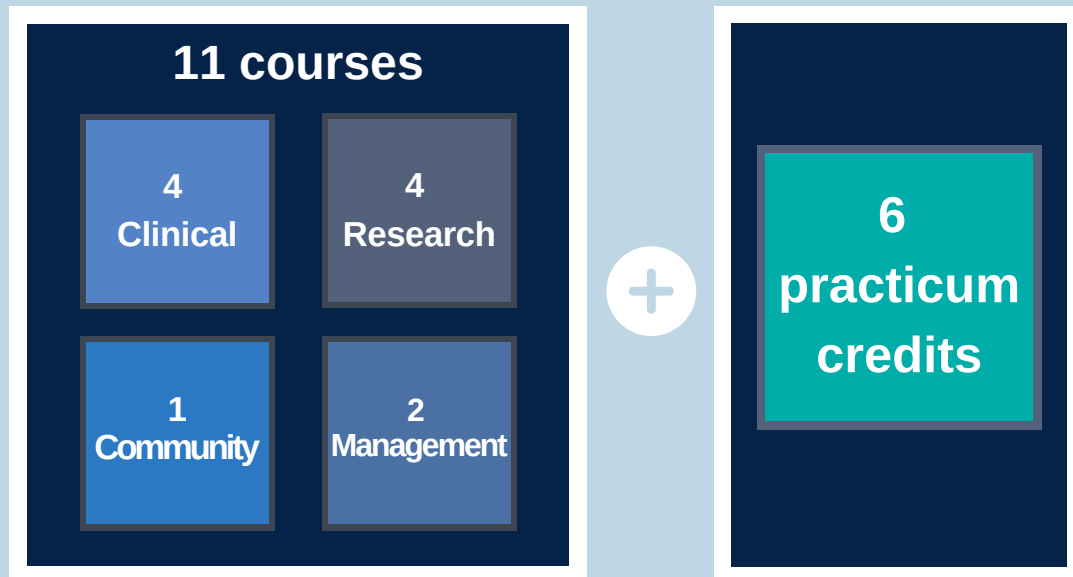 11 courses
4
Clinical
4
Research
1
Community
2
Management
6
practicum
credits